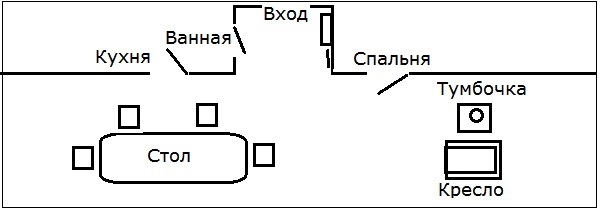 Вход
Ванная
Кухня
Спальня
Тумбочка
Стол
Кресло